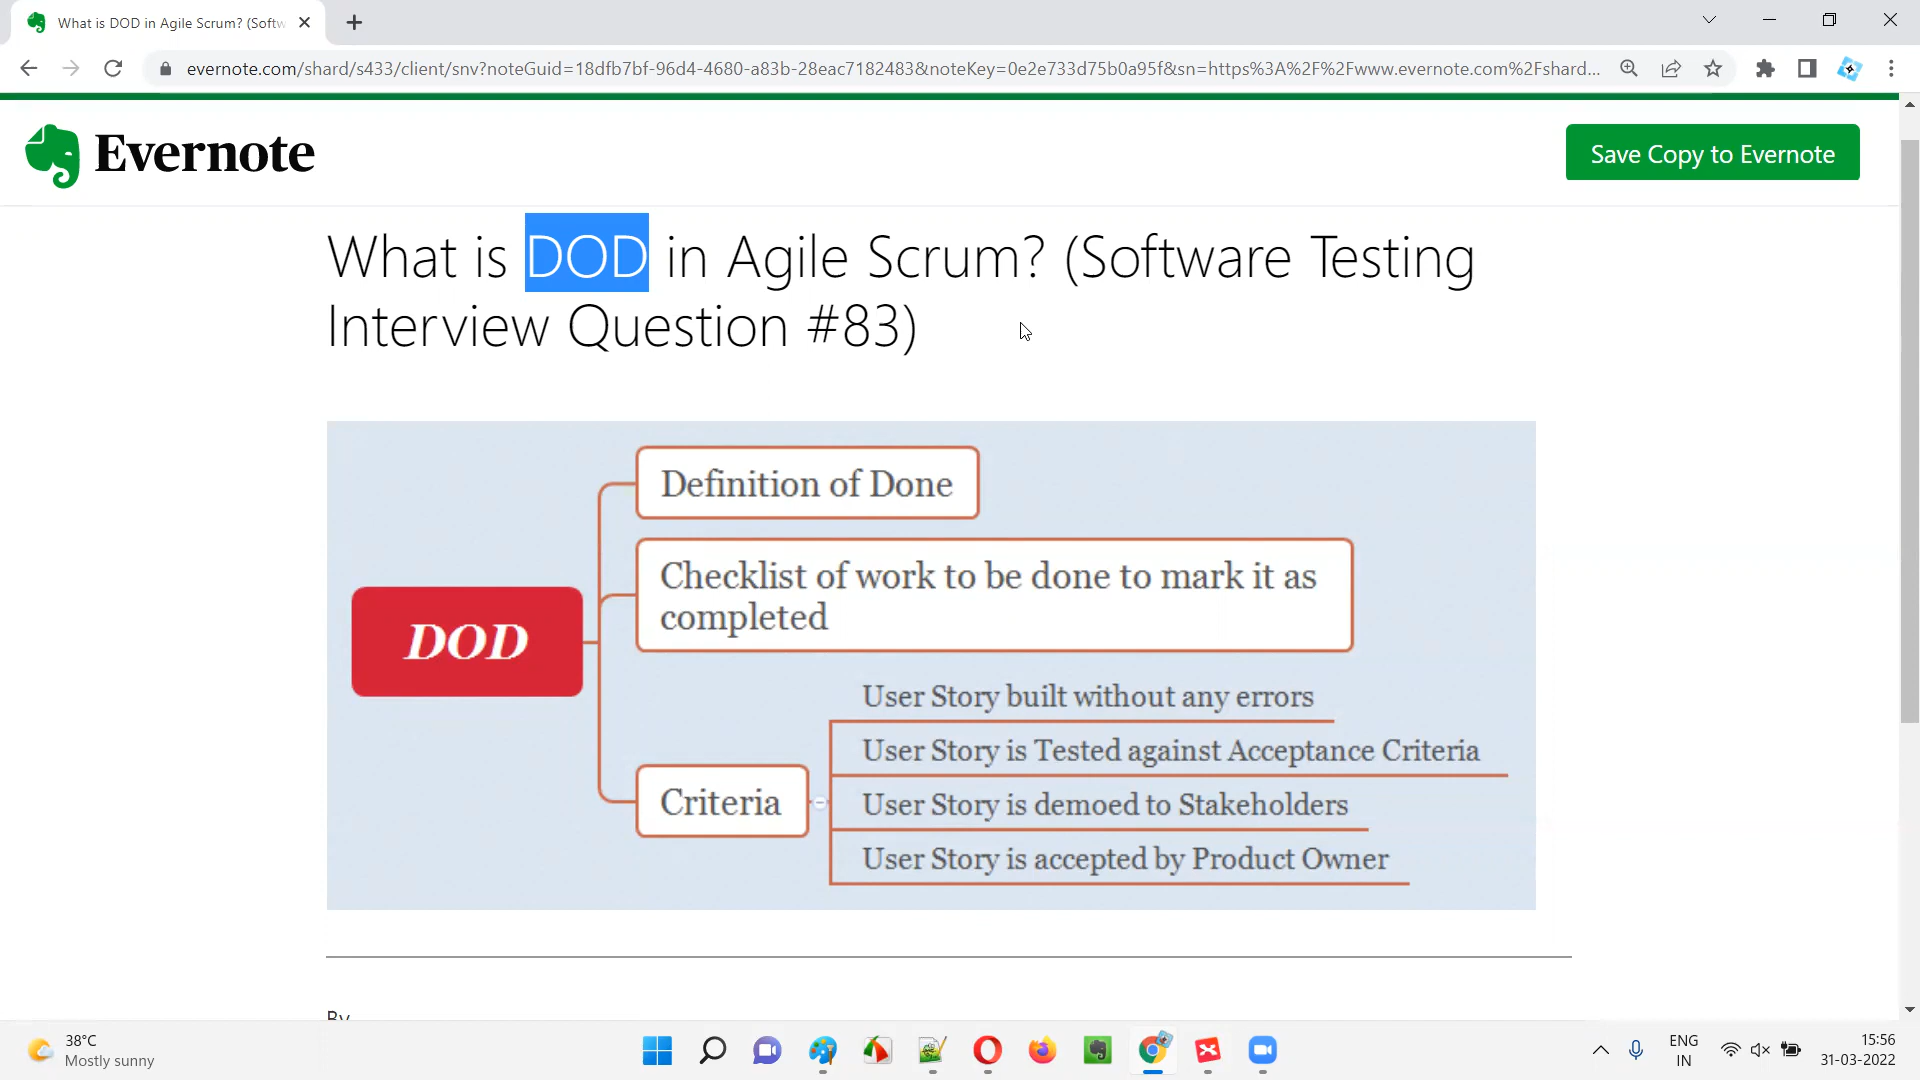 What is DOD in Agile Scrum? (Softw
evernote.com/shard/s433/client/snv?noteGuid=18dfb7bf-96d4-4680-a83b-28eac7182483&noteKey=0e2e733d75b0a95f&sn=https%3A%2F%2Fwww.evernote.com%2Fshard...
Evernote
Save Copy to Evernote
What is DOD in Agile Scrum? (Software Testing
Interview Question #83)
Definition of Done
Checklist of work to be done to mark it as
completed
DOD
User Story built without any errors
User Story is Tested against Acceptance Criteria
Criteria
User Story is demoed to Stakeholders
User Story is accepted by Product Owner
By
38°C
Mostly sunny
ENG
IN
15:56
31-03-2022